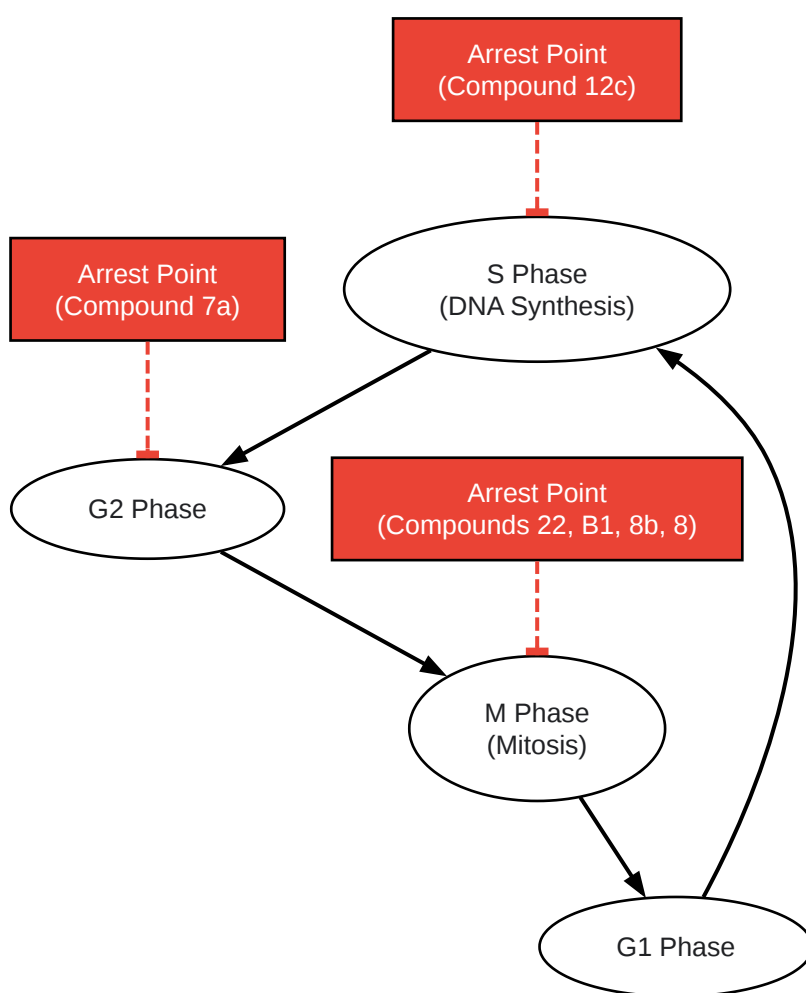 Arrest Point
(Compound 12c)
S Phase
(DNA Synthesis)
Arrest Point
(Compound 7a)
G2 Phase
Arrest Point
(Compounds 22, B1, 8b, 8)
M Phase
(Mitosis)
G1 Phase